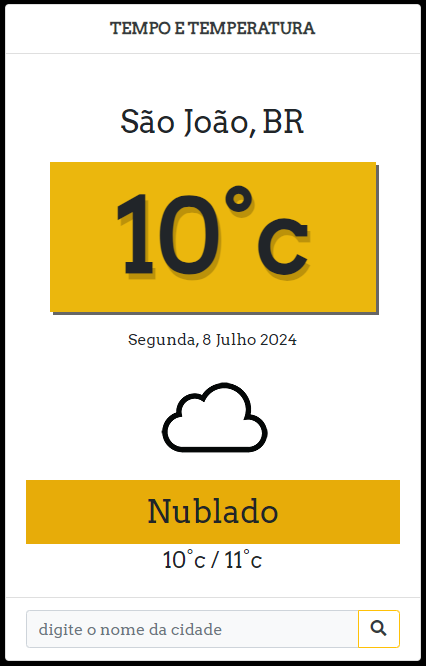 TEMPO E TEMPERATURA
São João, BR
10°c
Segunda, 8 Julho 2024
Nublado
10°c / 11°c
digite o nome da cidade